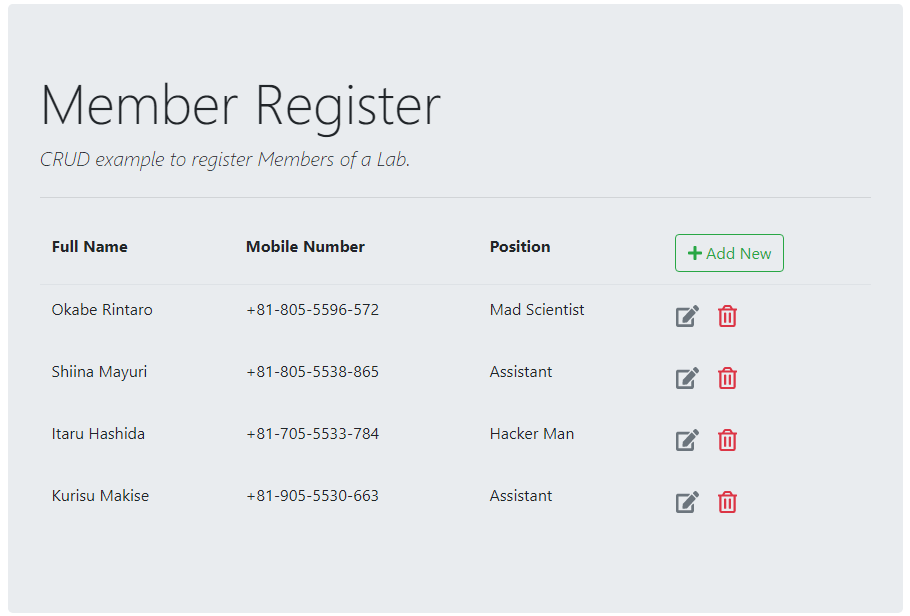 Member Register
CRUD example to register Members of a Lab.
Full Name Mobile Number Position Add New
Okabe Rintaro +81-805-5596-572 Mad Scientist
Shiina Mayuri +81-805-5538-865 Assistant
Itaru Hashida +81-705-5533-784 Hacker Man
Kurisu Makise +81-905-5530-663 Assistant